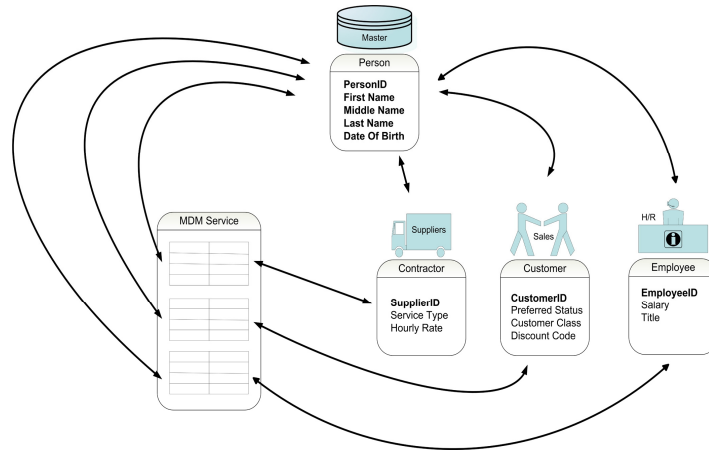 Master
Person
PersonID
First Name
Middle Name
Last Name
Date Of Birth
MDM Service
Suppliers
Contractor
SupplierID
Service Type
Hourly Rate
Sales
Customer
CustomerID
Preferred Status
Customer Class
Discount Code
H/R
i
Employee
EmployeeID
Salary
Title